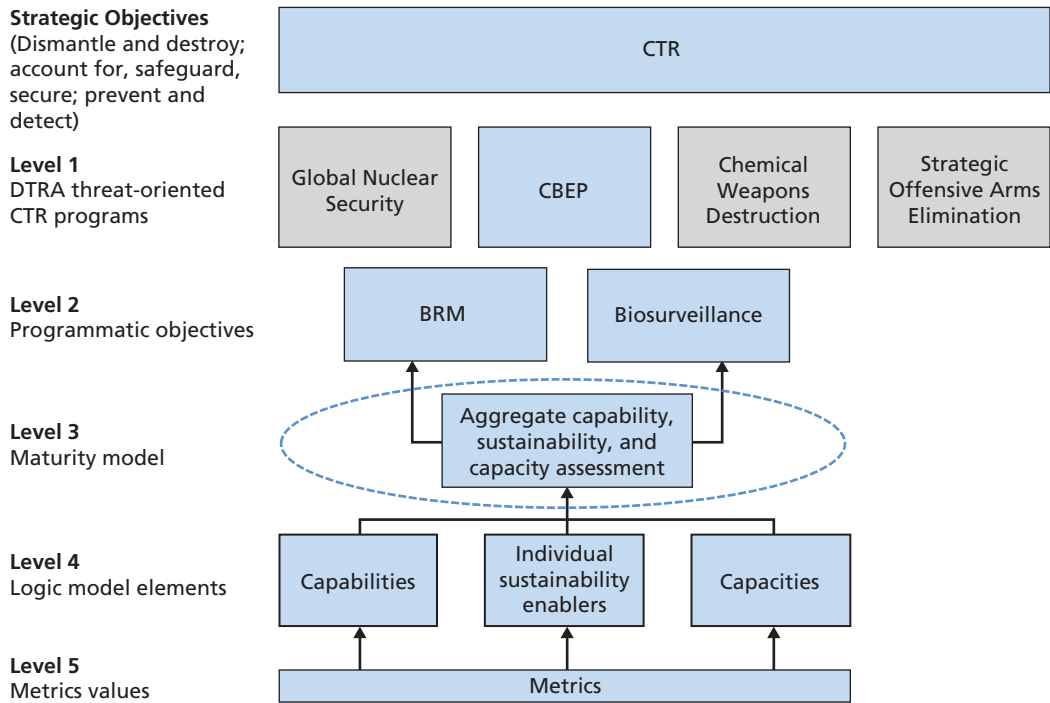 Strategic Objectives
(Dismantle and destroy;
account for, safeguard,
secure; prevent and
detect)
CTR
Level 1
DTRA threat-oriented
CTR programs
Global Nuclear
Security
CBEP
Chemical
Weapons
Destruction
Strategic
Offensive Arms
Elimination
Level 2
Programmatic objectives
BRM
Biosurveillance
Level 3
Maturity model
Aggregate capability,
sustainability, and
capacity assessment
Level 4
Logic model elements
Capabilities
Individual
sustainability
enablers
Capacities
Level 5
Metrics values
Metrics